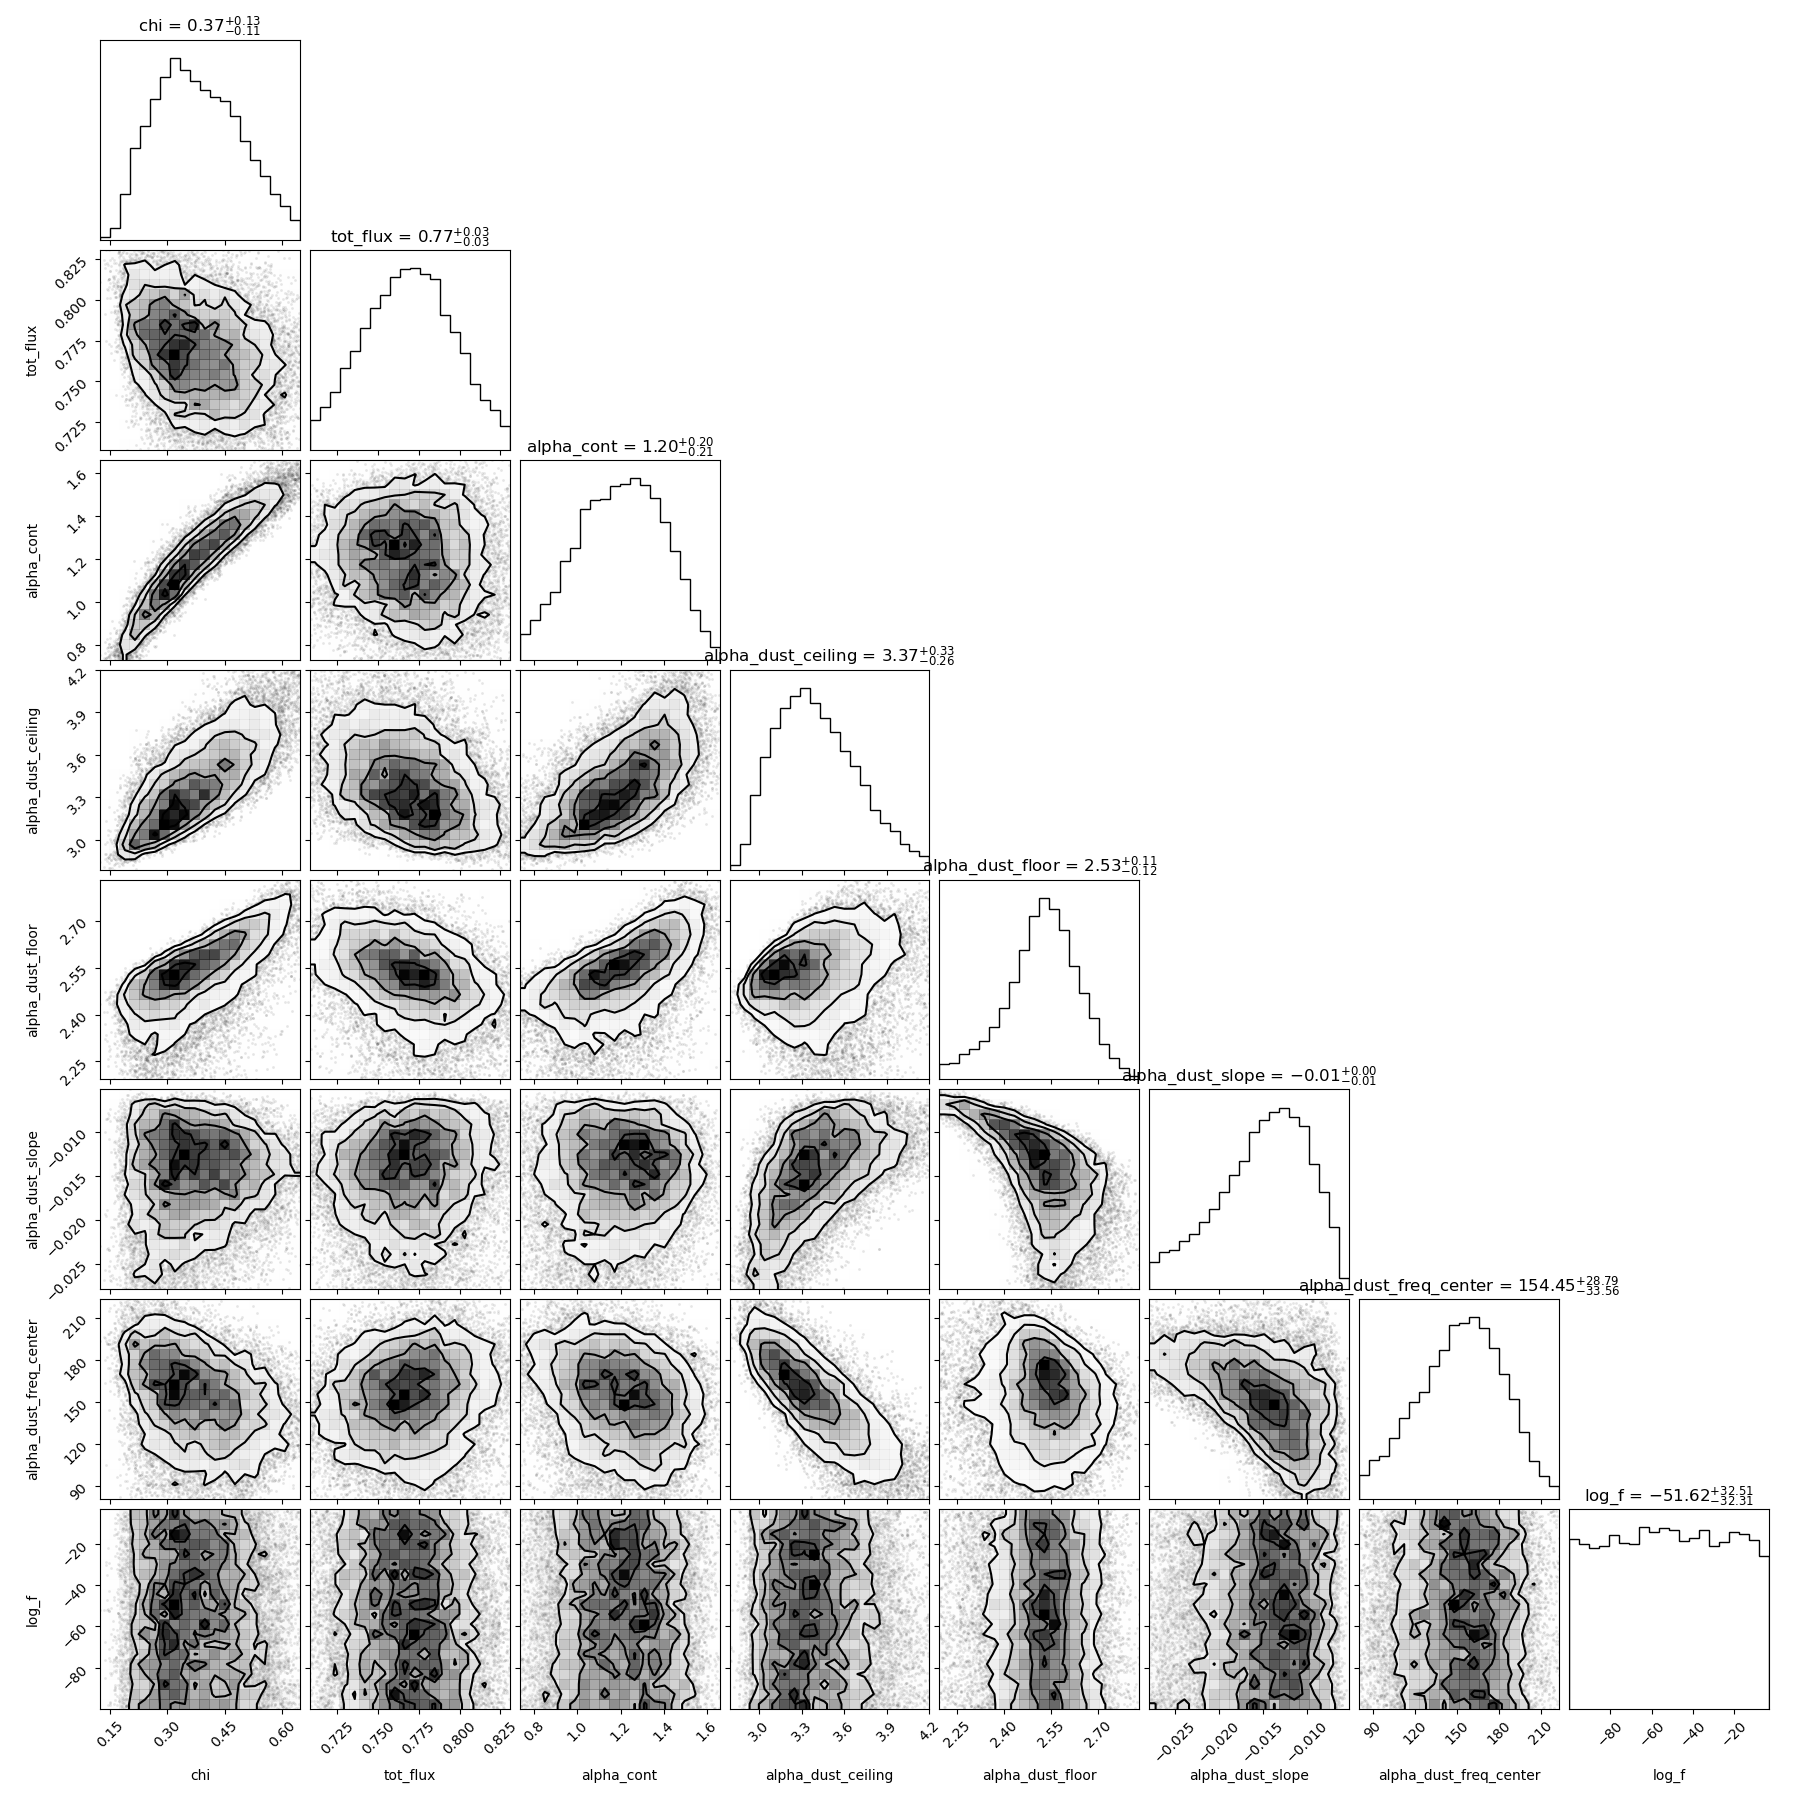 chi = 0.37+0.13−0.11
tot_flux = 0.77+0.03−0.03
alpha_cont = 1.20+0.20−0.21
alpha_dust_ceiling = 3.37+0.33−0.26
alpha_dust_floor = 2.53+0.11−0.12
alpha_dust_slope = −0.01+0.00−0.01
alpha_dust_freq_center = 154.45+28.79−33.56
log_f = −51.62+32.51−32.31
tot_flux
0.825
0.800
0.775
0.750
0.725
alpha_cont
1.6
1.4
1.2
1.0
0.8
alpha_dust_ceiling
4.2
3.9
3.6
3.3
3.0
alpha_dust_floor
2.70
2.55
2.40
2.25
alpha_dust_slope
−0.010
−0.015
−0.020
−0.025
alpha_dust_freq_center
210
180
150
120
90
log_f
−20
−40
−60
−80
0.15 0.30 0.45 0.60
0.725 0.750 0.775 0.800 0.825
0.8 1.0 1.2 1.4 1.6
3.0 3.3 3.6 3.9 4.2
2.25 2.40 2.55 2.70
−0.025 −0.020 −0.015 −0.010
90 120 150 180 210
−80 −60 −40 −20
chi tot_flux alpha_cont alpha_dust_ceiling alpha_dust_floor alpha_dust_slope alpha_dust_freq_center log_f